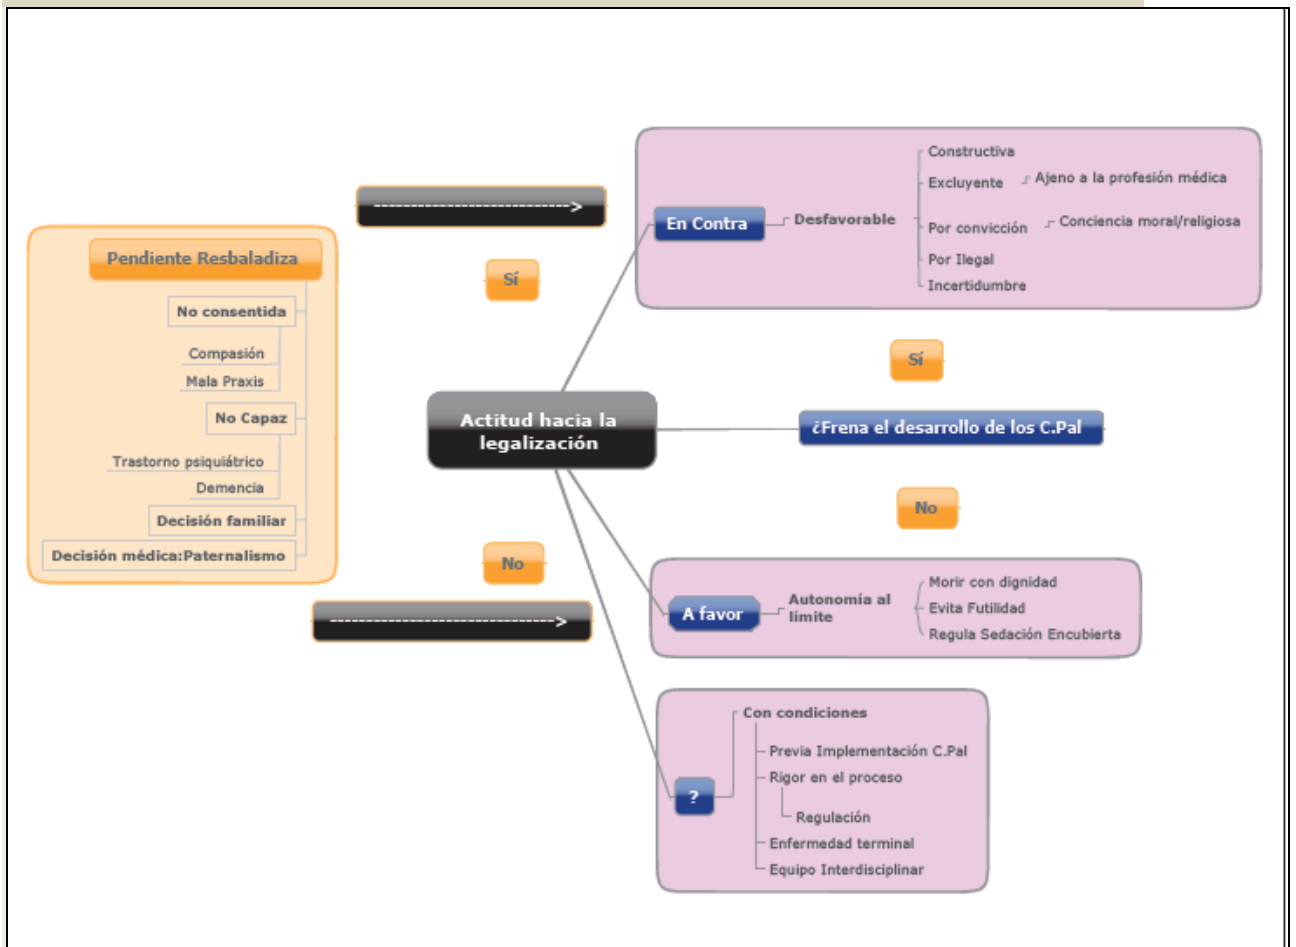 Pendiente Resbaladiza
No consentida
Compasión
Mala Praxis
No Capaz
Trastorno psiquiátrico
Demencia
Decisión familiar
Decisión médica:Paternalismo
--------------------------->
Sí
No
------------------------------->
Actitud hacia la
legalización
En Contra
Desfavorable
Constructiva
Excluyente
Ajeno a la profesión médica
Por convicción
Conciencia moral/religiosa
Por Ilegal
Incertidumbre
Sí
¿Frena el desarrollo de los C.Pal
No
A favor
Autonomía al
límite
Morir con dignidad
Evita Futilidad
Regula Sedación Encubierta
?
Con condiciones
Previa Implementación C.Pal
Rigor en el proceso
Regulación
Enfermedad terminal
Equipo Interdisciplinar